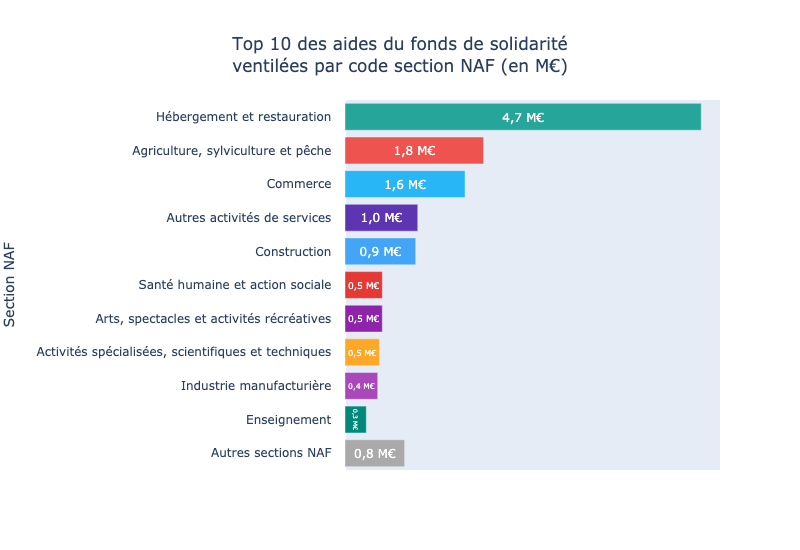 Top 10 des aides du fonds de solidarité
ventilées par code section NAF (en M€)
Section NAF
Hébergement et restauration 4,7 M€
Agriculture, sylviculture et pêche 1,8 M€
Commerce 1,6 M€
Autres activités de services 1,0 M€
Construction 0,9 M€
Santé humaine et action sociale 0,5 M€
Arts, spectacles et activités récréatives 0,5 M€
Activités spécialisées, scientifiques et techniques 0,5 M€
Industrie manufacturière 0,4 M€
Enseignement 0,3 M€
Autres sections NAF 0,8 M€